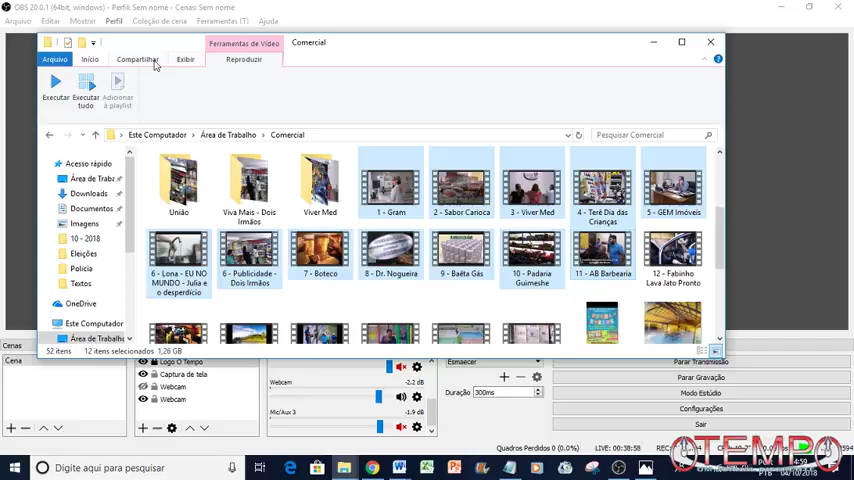 OBS 20.0.1 (64bit, windows) - Perfil: Sem nome - Cenas: Sem nome
Arquivo Editar Mostrar Perfil Coleção de cena Ferramentas (T) Ajuda
Ferramentas de Vídeo Comercial
Arquivo Início Compartilhar Exibir Reproduzir
Executar Executar tudo Adicionar à playlist
Este Computador Área de Trabalho Comercial Pesquisar Comercial
Acesso rápido
Área de Traba
Downloads
Documentos
Imagens
10 - 2018
Eleições
Polícia
Textos
OneDrive
Este Computador
Área de Trabalho
União
Viva Mais - Dois Irmãos
Viver Med
1 - Gram
2 - Sabor Carioca
3 - Viver Med
4 - Terê Dia das Crianças
5 - GEM Imóveis
6 - Lona - EU NO MUNDO - Julia e o desperdício
6 - Publicidade - Dois Irmãos
7 - Boteco
8 - Dr. Nogueira
9 - Baêta Gás
10 - Padaria Guimeshe
11 - AB Barbearia
12 - Fabinho Lava Jato Pronto
52 itens 12 itens selecionados 1,26 GB
Cenas
Cena
Logo O Tempo
Captura de tela
Webcam
Webcam
Webcam -2.2 dB
Mic/Aux 3 -1.9 dB
Esmaecer
Duração 300ms
Parar Transmissão
Parar Gravação
Modo Estúdio
Configurações
Sair
Quadros Perdidos 0 (0.0%) LIVE: 00:38:58
Digite aqui para pesquisar
OTEMPO
04/10/2018